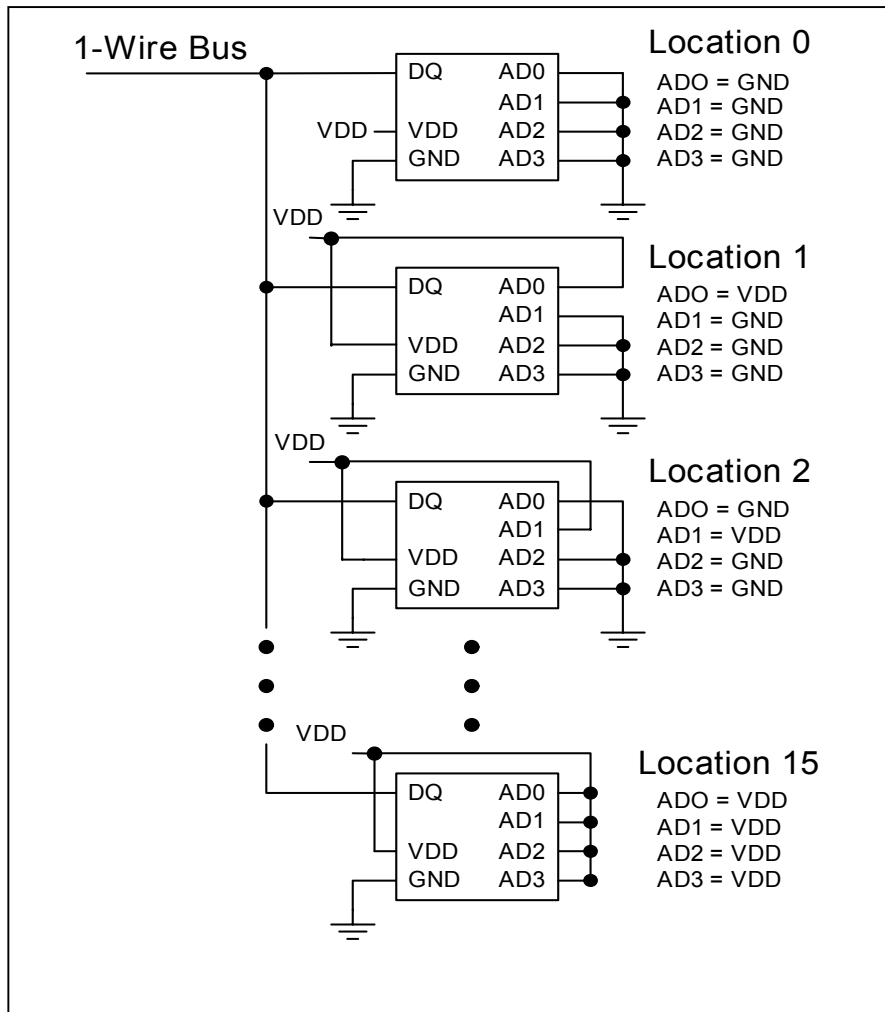 1-Wire Bus
Location 0
DQ AD0
AD1
VDD VDD AD2
GND AD3
ADO = GND
AD1 = GND
AD2 = GND
AD3 = GND
VDD
Location 1
DQ AD0
AD1
VDD AD2
GND AD3
ADO = VDD
AD1 = GND
AD2 = GND
AD3 = GND
VDD
Location 2
DQ AD0
AD1
VDD AD2
GND AD3
ADO = GND
AD1 = VDD
AD2 = GND
AD3 = GND
VDD
Location 15
DQ AD0
AD1
VDD AD2
GND AD3
ADO = VDD
AD1 = VDD
AD2 = VDD
AD3 = VDD